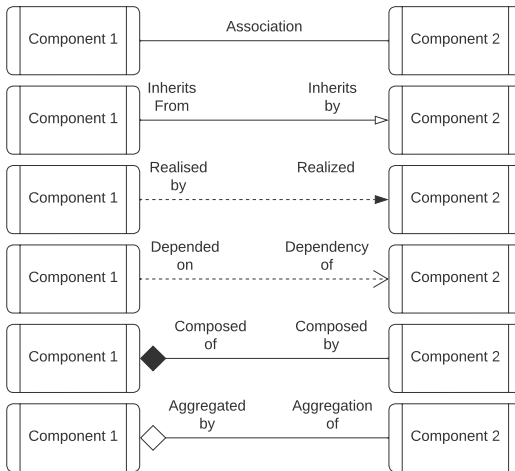 Component 1
Association
Component 2
Component 1
Inherits
From
Inherits
by
Component 2
Component 1
Realised
by
Realized
Component 2
Component 1
Depended
on
Dependency
of
Component 2
Component 1
Composed
of
Composed
by
Component 2
Component 1
Aggregated
by
Aggregation
of
Component 2